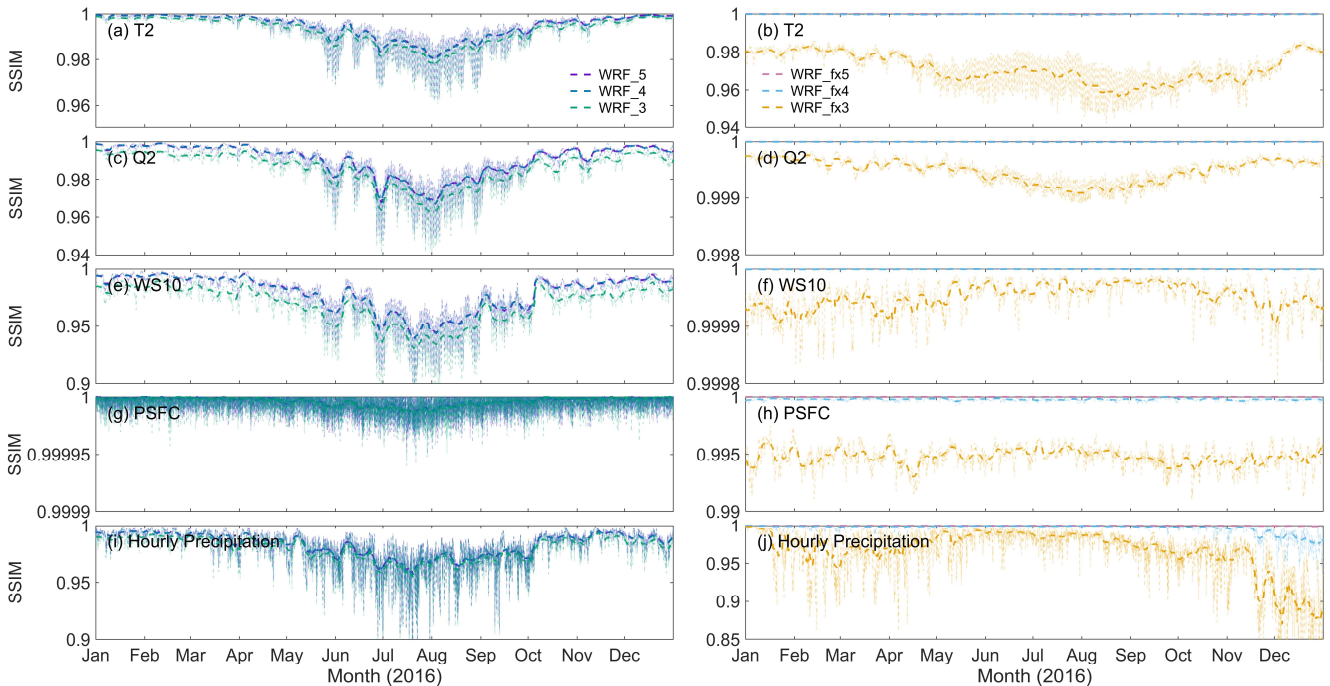 (a) T2
SSIM
1
0.98
0.96
WRF_5
WRF_4
WRF_3
(b) T2
1
0.98
0.96
0.94
WRF_fx5
WRF_fx4
WRF_fx3
(c) Q2
SSIM
1
0.98
0.96
0.94
(d) Q2
1
0.999
0.998
(e) WS10
SSIM
1
0.95
0.9
(f) WS10
1
0.9999
0.9998
(g) PSFC
SSIM
1
0.99995
0.9999
(h) PSFC
1
0.995
0.99
(i) Hourly Precipitation
SSIM
1
0.95
0.9
Jan Feb Mar Apr May Jun Jul Aug Sep Oct Nov Dec
Month (2016)
(j) Hourly Precipitation
1
0.95
0.9
0.85
Jan Feb Mar Apr May Jun Jul Aug Sep Oct Nov Dec
Month (2016)